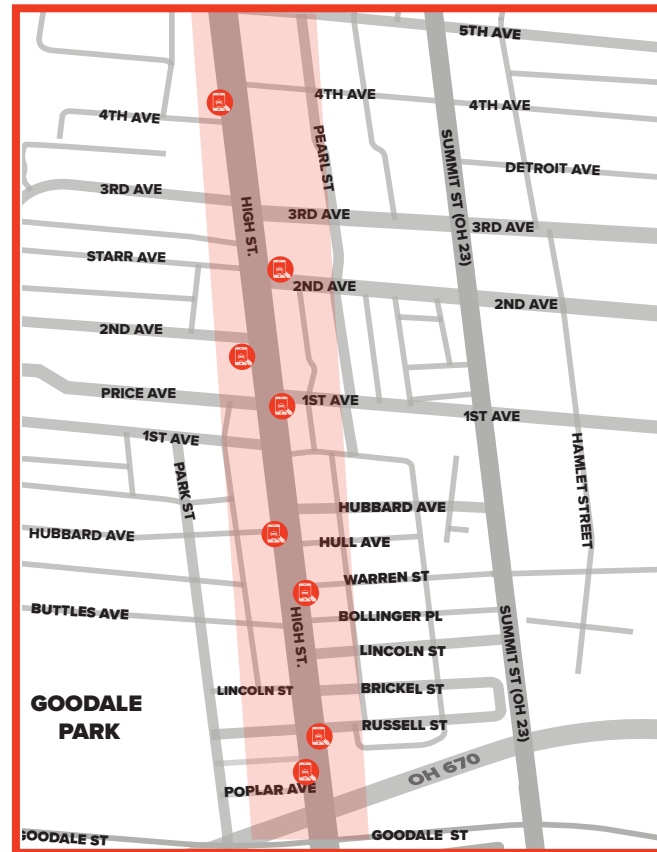 5TH AVE
4TH AVE
4TH AVE
4TH AVE
PEARL ST
SUMMIT ST (OH 23)
DETROIT AVE
3RD AVE
HIGH ST.
3RD AVE
3RD AVE
STARR AVE
2ND AVE
2ND AVE
2ND AVE
PRICE AVE
1ST AVE
1ST AVE
1ST AVE
PARK ST
HAMLET STREET
HUBBARD AVE
HUBBARD AVE
HULL AVE
WARREN ST
BUTTLES AVE
HIGH ST.
BOLLINGER PL
SUMMIT ST (OH 23)
LINCOLN ST
LINCOLN ST
BRICKEL ST
GOODALE
PARK
RUSSELL ST
OH 670
POPLAR AVE
GOODALE ST
GOODALE ST